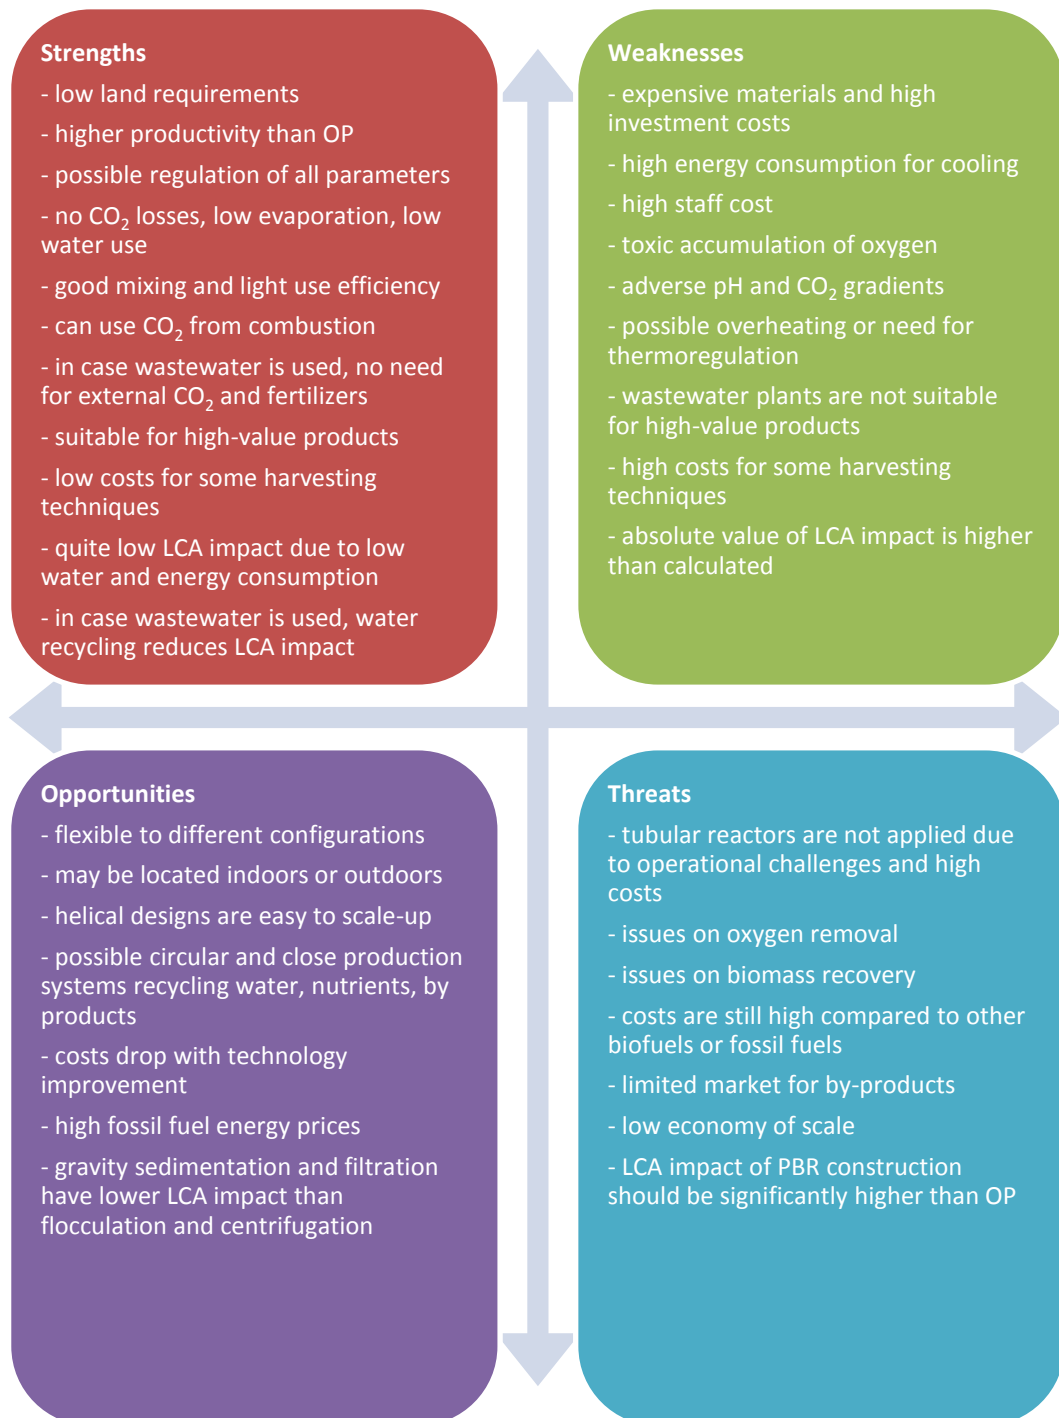 Strengths
- low land requirements
- higher productivity than OP
- possible regulation of all parameters
- no CO₂ losses, low evaporation, low
water use
- good mixing and light use efficiency
- can use CO₂ from combustion
- in case wastewater is used, no need
for external CO₂ and fertilizers
- suitable for high-value products
- low costs for some harvesting
techniques
- quite low LCA impact due to low
water and energy consumption
- in case wastewater is used, water
recycling reduces LCA impact
Weaknesses
- expensive materials and high
investment costs
- high energy consumption for cooling
- high staff cost
- toxic accumulation of oxygen
- adverse pH and CO₂ gradients
- possible overheating or need for
thermoregulation
- wastewater plants are not suitable
for high-value products
- high costs for some harvesting
techniques
- absolute value of LCA impact is higher
than calculated
Opportunities
- flexible to different configurations
- may be located indoors or outdoors
- helical designs are easy to scale-up
- possible circular and close production
systems recycling water, nutrients, by
products
- costs drop with technology
improvement
- high fossil fuel energy prices
- gravity sedimentation and filtration
have lower LCA impact than
flocculation and centrifugation
Threats
- tubular reactors are not applied due
to operational challenges and high
costs
- issues on oxygen removal
- issues on biomass recovery
- costs are still high compared to other
biofuels or fossil fuels
- limited market for by-products
- low economy of scale
- LCA impact of PBR construction
should be significantly higher than OP